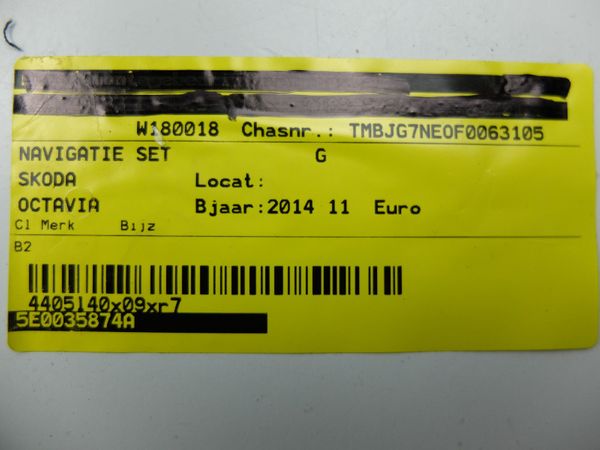 W180018 Chasnr.: TMBJG7NE0F0063105
NAVIGATIE SET G
SKODA Locat:
OCTAVIA Bjaar:2014 11 Euro
Cl Merk Bijz
B2
4405140x09xr7
5E0035874A